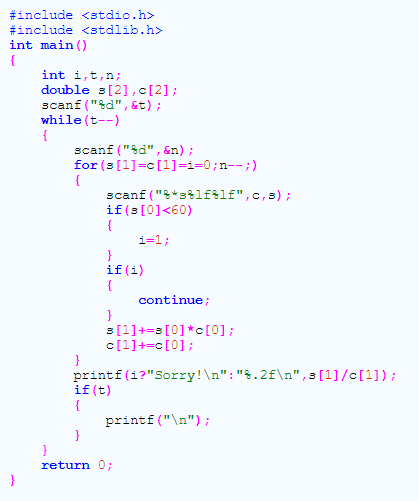 #include <stdio.h>
#include <stdlib.h>
int main()
{
    int i,t,n;
    double s[2],c[2];
    scanf("%d",&t);
    while(t--)
    {
        scanf("%d",&n);
        for(s[1]=c[1]=i=0;n--;)
        {
            scanf("%*s%lf%lf",c,s);
            if(s[0]<60)
            {
                i=1;
            }
            if(i)
            {
                continue;
            }
            s[1]+=s[0]*c[0];
            c[1]+=c[0];
        }
        printf(i?"Sorry!\n":"%.2f\n",s[1]/c[1]);
        if(t)
        {
            printf("\n");
        }
    }
    return 0;
}